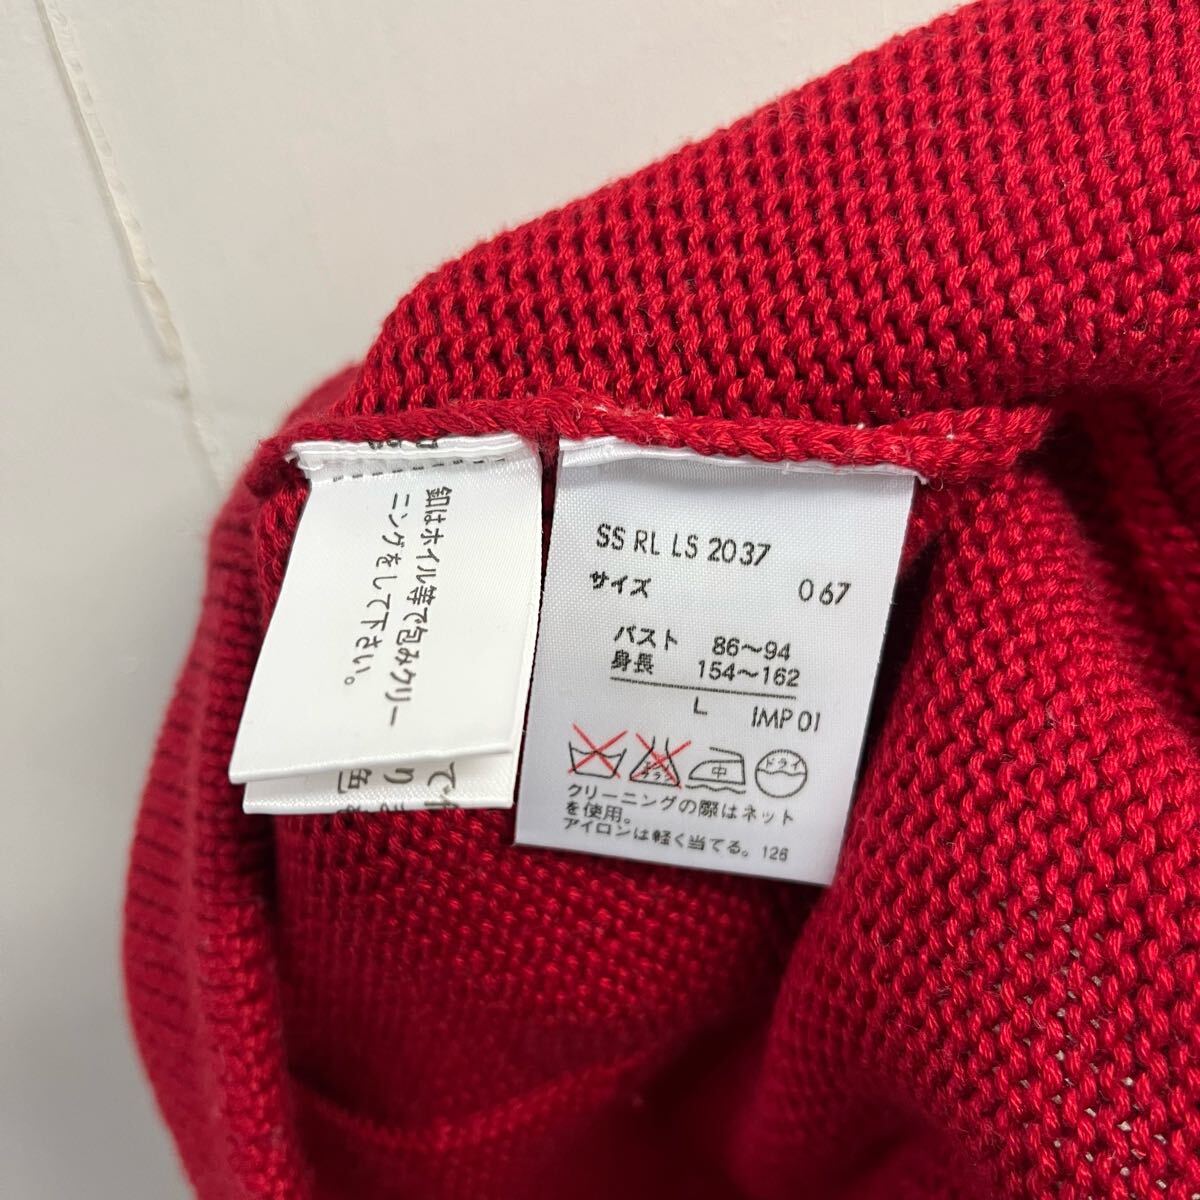 釦はホイル等で包みクリー
ニングをして下さい。
SS RL LS 2037
サイズ 067
バスト 86〜94
身長 154〜162
L IMP 01
中
ドライ
クリーニングの際はネット
を使用。
アイロンは軽く当てる。 126